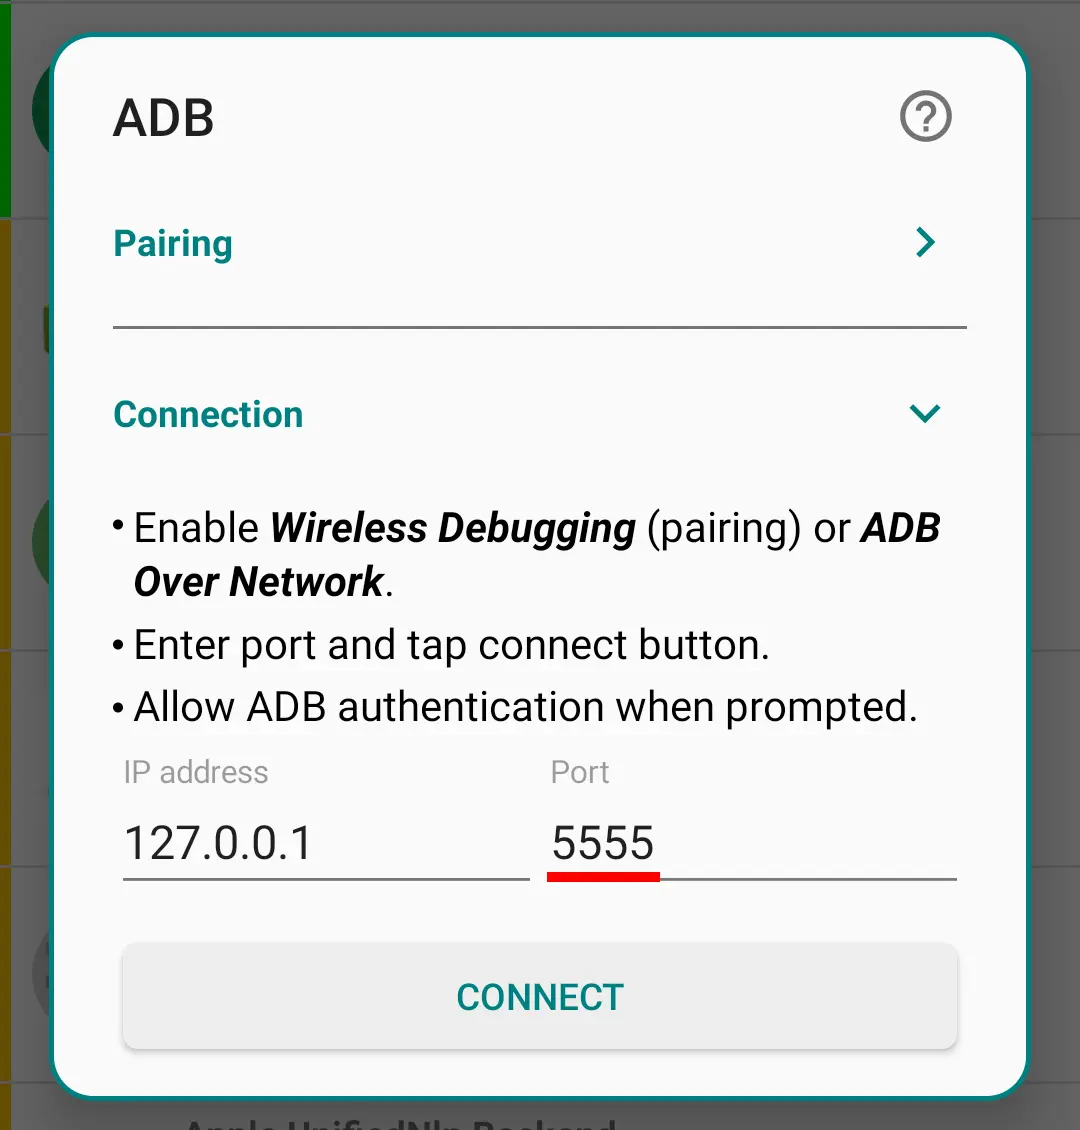 ADB
Pairing
Connection
• Enable Wireless Debugging (pairing) or ADB
Over Network.
• Enter port and tap connect button.
• Allow ADB authentication when prompted.
IP address Port
127.0.0.1 5555
CONNECT
Apple UnifiedNlp Backend